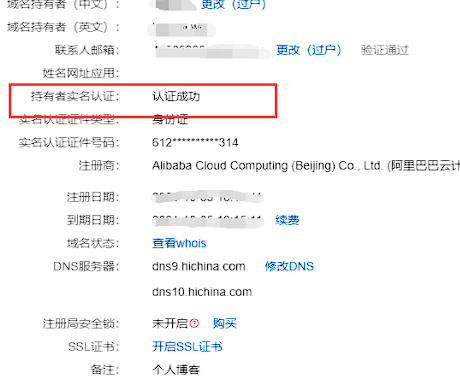 域名持有者（中文）： 更改（过户）
域名持有者（英文）：
联系人邮箱： 更改（过户） 验证通过
姓名网址应用：
持有者实名认证： 认证成功
实名认证证件类型： 身份证
实名认证证件号码： 612**********314
注册商： Alibaba Cloud Computing (Beijing) Co., Ltd. (阿里巴巴云计
注册日期：
到期日期： 续费
域名状态： 查看whois
DNS服务器： dns9.hichina.com 修改DNS
dns10.hichina.com
注册局安全锁： 未开启 购买
SSL证书： 开启SSL证书
备注： 个人博客